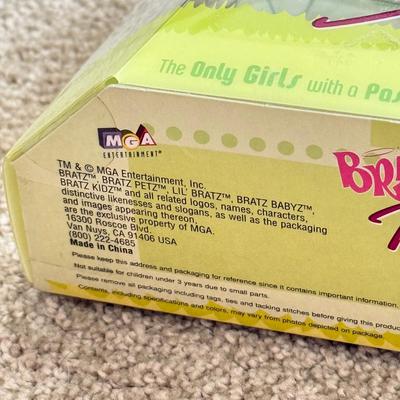 The Only Girls with a Pas
MGA
ENTERTAINMENT
TM & © MGA Entertainment, Inc.
BRATZ™, BRATZ PETZ™, LIL' BRATZ™, BRATZ BABYZ™,
BRATZ KIDZ™ and all related logos, names, characters,
distinctive likenesses and slogans, as well as the packaging
and images appearing thereon,
are the exclusive property of MGA.
16300 Roscoe Blvd.
Van Nuys, CA 91406 USA
(800) 222-4685
Made in China
BRA
Please keep this address and packaging for reference since it contains important information.
Not suitable for children under 3 years due to small parts.
Please remove all packaging including tags, ties and tacking stitches before giving this produc
Contents, including specifications and colors, may vary from photos depicted on package.